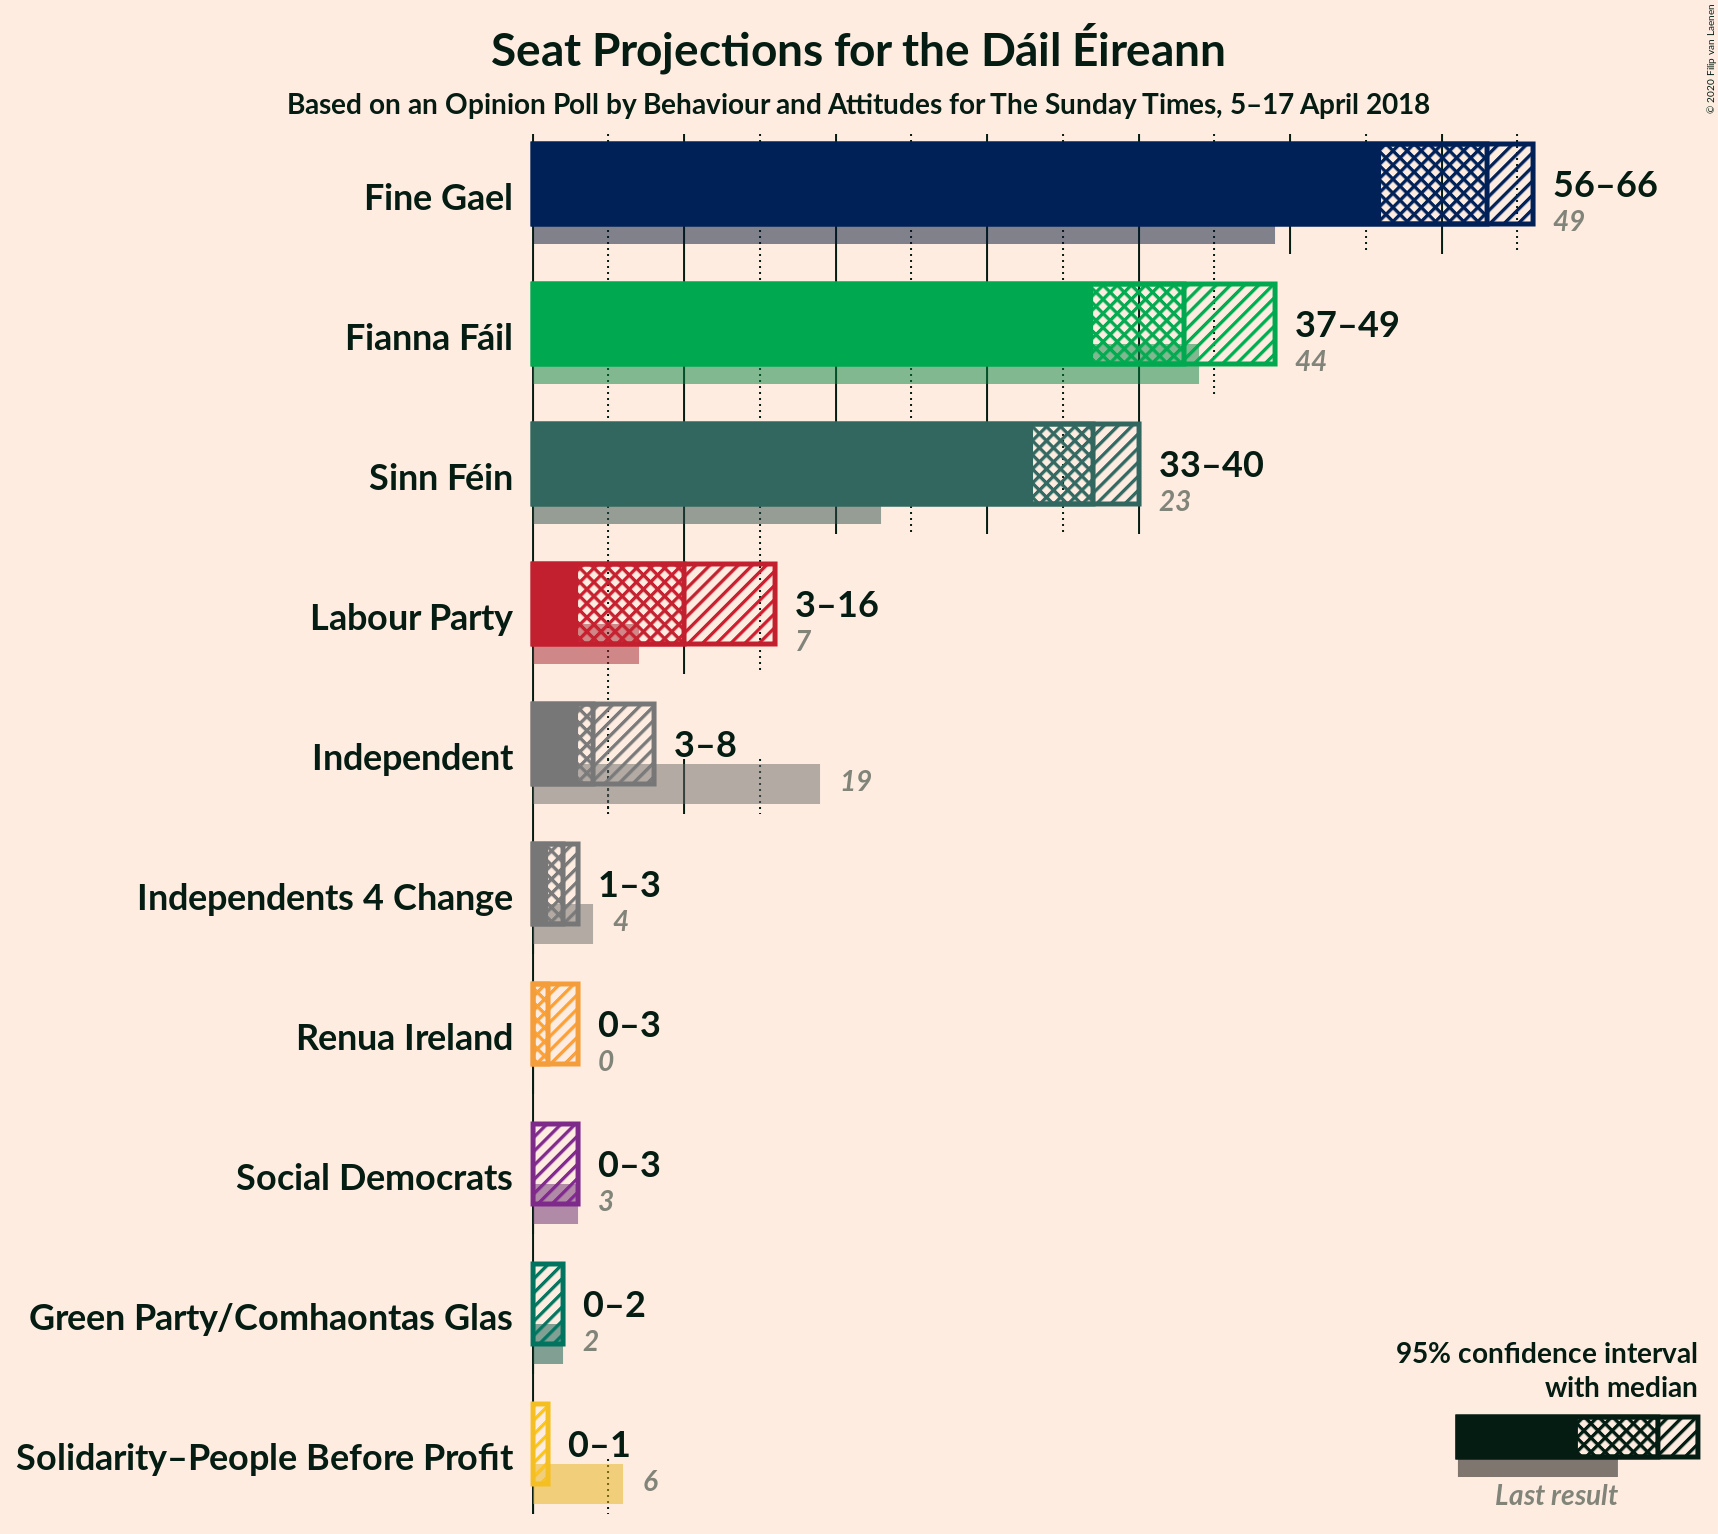 Seat Projections for the Dáil Éireann
Based on an Opinion Poll by Behaviour and Attitudes for The Sunday Times, 5–17 April 2018
© 2020 Filip van Laenen
Fine Gael
56–66
49
Fianna Fáil
37–49
44
Sinn Féin
33–40
23
Labour Party
3–16
7
Independent
3–8
19
Independents 4 Change
1–3
4
Renua Ireland
0–3
0
Social Democrats
0–3
3
Green Party/Comhaontas Glas
0–2
2
Solidarity–People Before Profit
0–1
6
95% confidence interval
with median
Last result